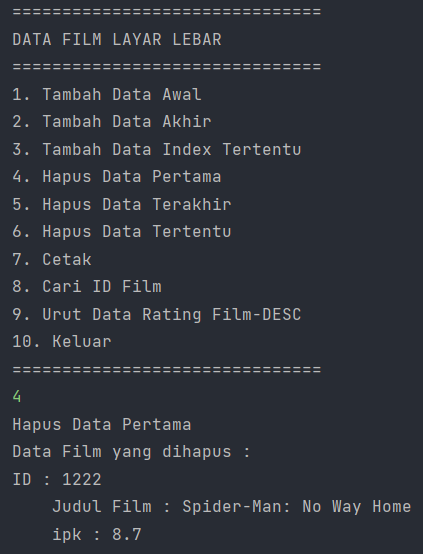 ===============================
DATA FILM LAYAR LEBAR
===============================
1. Tambah Data Awal
2. Tambah Data Akhir
3. Tambah Data Index Tertentu
4. Hapus Data Pertama
5. Hapus Data Terakhir
6. Hapus Data Tertentu
7. Cetak
8. Cari ID Film
9. Urut Data Rating Film-DESC
10. Keluar
===============================
4
Hapus Data Pertama
Data Film yang dihapus :
ID : 1222
    Judul Film : Spider-Man: No Way Home
    ipk : 8.7